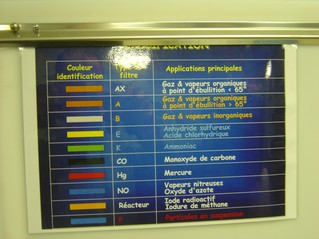 Couleur
identification
filtre
Applications principales
AX
Gaz & vapeurs organiques
à point d'ébullition < 65°
A
Gaz & vapeurs organiques
à point d'ébullition > 65°
B
Gaz & vapeurs inorganiques
E
Anhydride sulfureux
Acide chlorhydrique
K
Ammoniac
CO
Monoxyde de carbone
Hg
Mercure
NO
Vapeurs nitreuses
Oxyde d'azote
Réacteur
Iode radioactif
Iodure de méthane
P
Particules en suspension